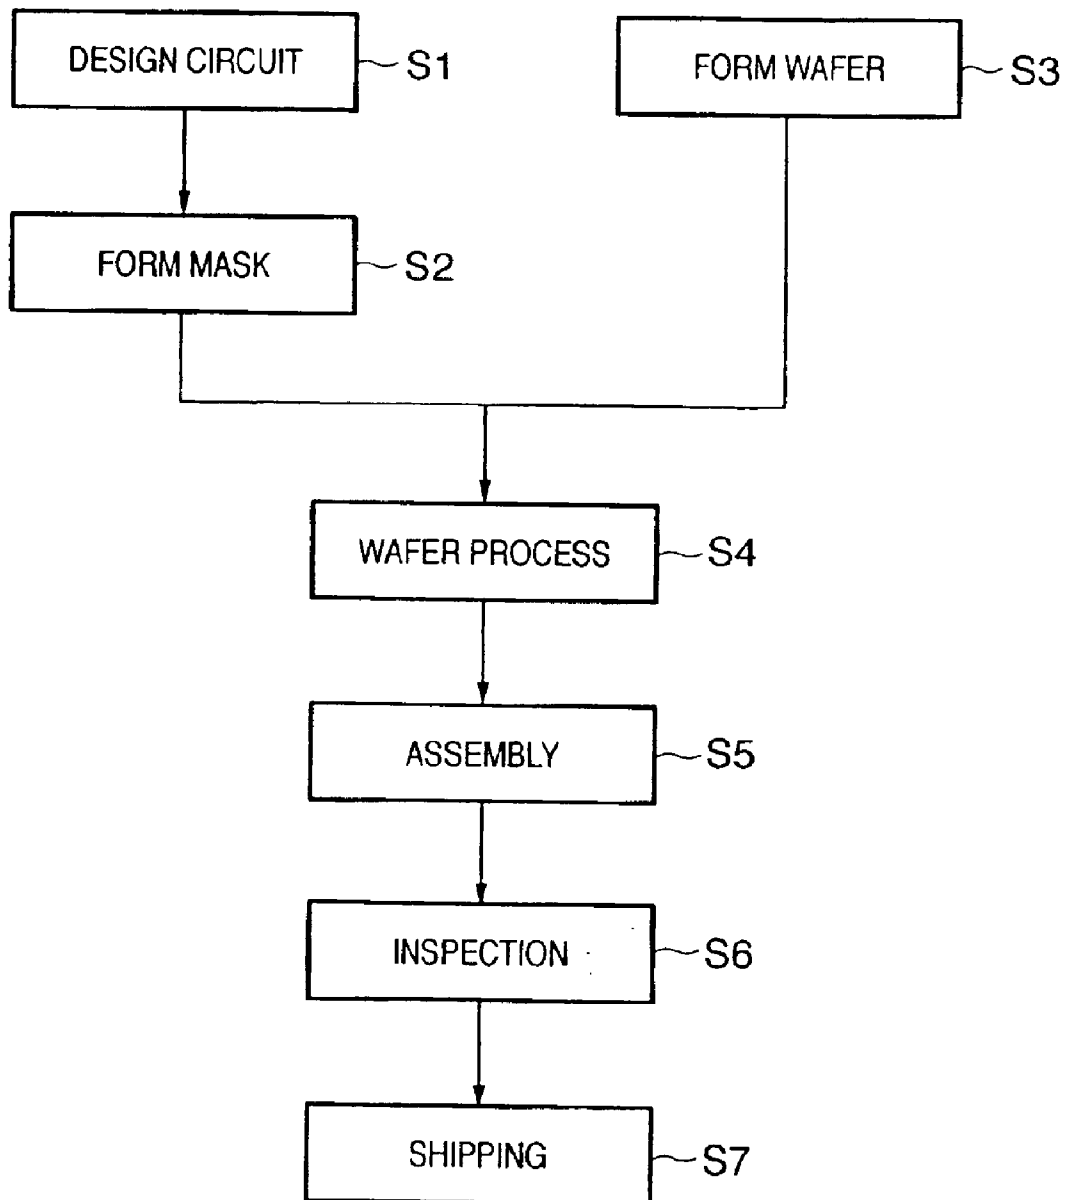 DESIGN CIRCUIT
S1
FORM WAFER
S3
FORM MASK
S2
WAFER PROCESS
S4
ASSEMBLY
S5
INSPECTION
S6
SHIPPING
S7